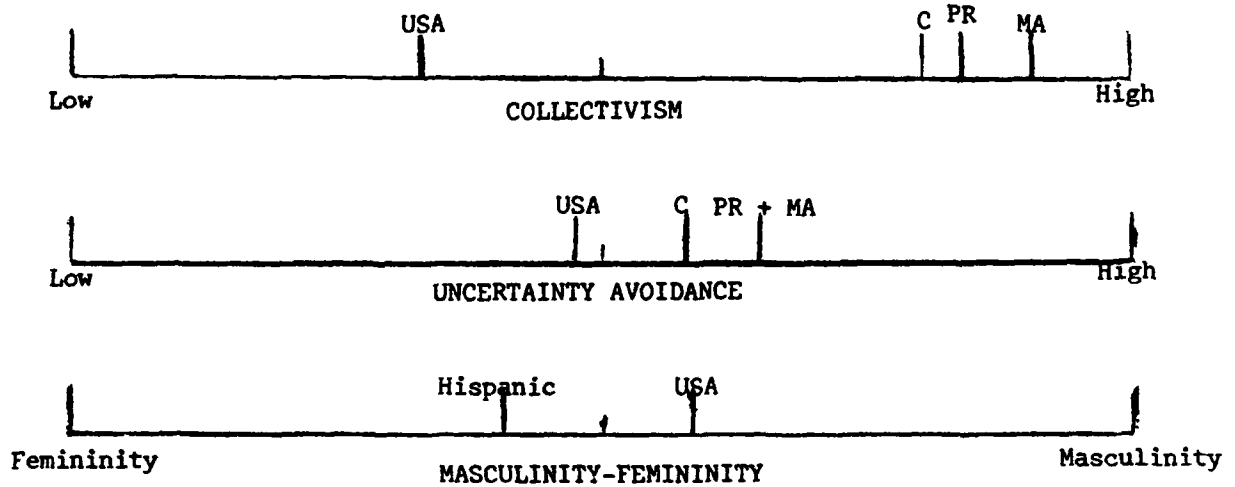 USA C PR MA
Low High
COLLECTIVISM
USA C PR + MA
Low High
UNCERTAINTY AVOIDANCE
Hispanic USA
Femininity Masculinity
MASCULINITY-FEMININITY